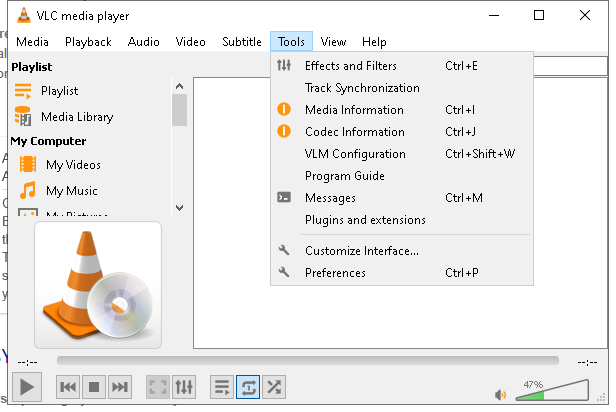 VLC media player
Media Playback Audio Video Subtitle Tools View Help
Playlist
Playlist
Media Library
My Computer
My Videos
My Music
My Pictures
Effects and Filters Ctrl+E
Track Synchronization
Media Information Ctrl+I
Codec Information Ctrl+J
VLM Configuration Ctrl+Shift+W
Program Guide
Messages Ctrl+M
Plugins and extensions
Customize Interface...
Preferences Ctrl+P
--:-- --:--
47%